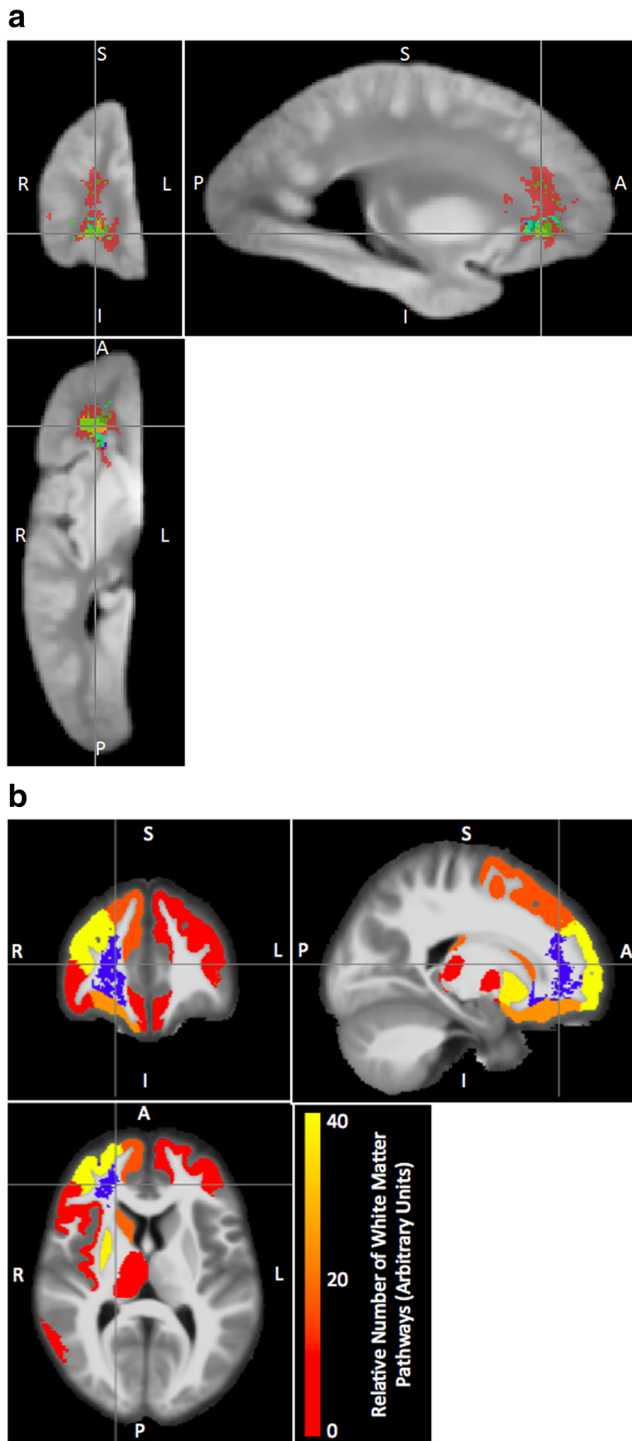 a
S
S
R
L
P
A
I
I
A
R
L
P
b
S
S
R
L
P
A
I
I
A
R
L
P
40
20
0
Relative Number of White Matter
Pathways (Arbitrary Units)